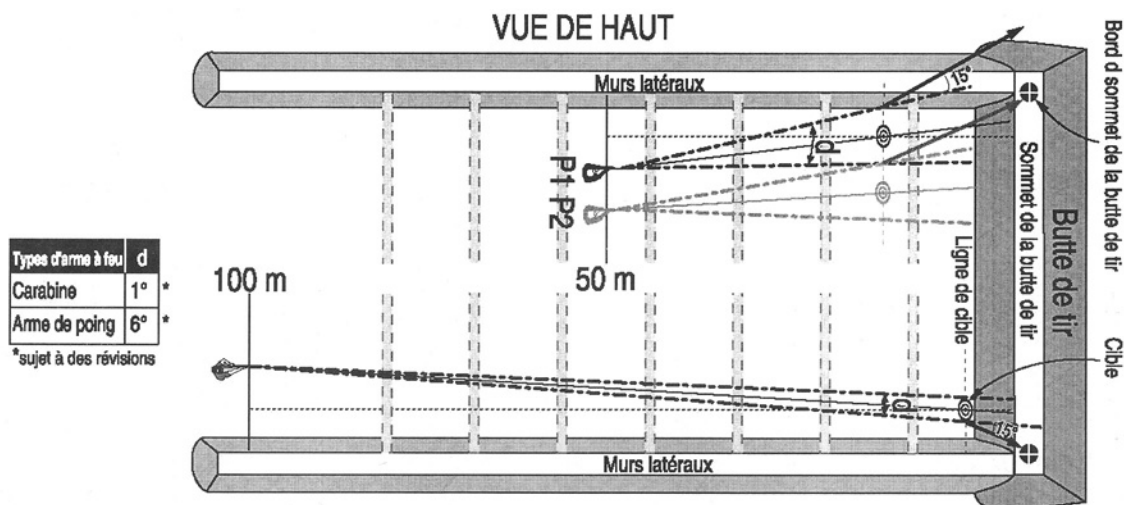 VUE DE HAUT
Murs latéraux
15°
d
P1
P2
50 m
100 m
Types d'arme à feu d
Carabine 1° *
Arme de poing 6° *
*sujet à des révisions
Ligne de cible
Sommet de la butte de tir
Butte de tir
Bord d sommet de la butte de tir
Cible
d
15°
Murs latéraux